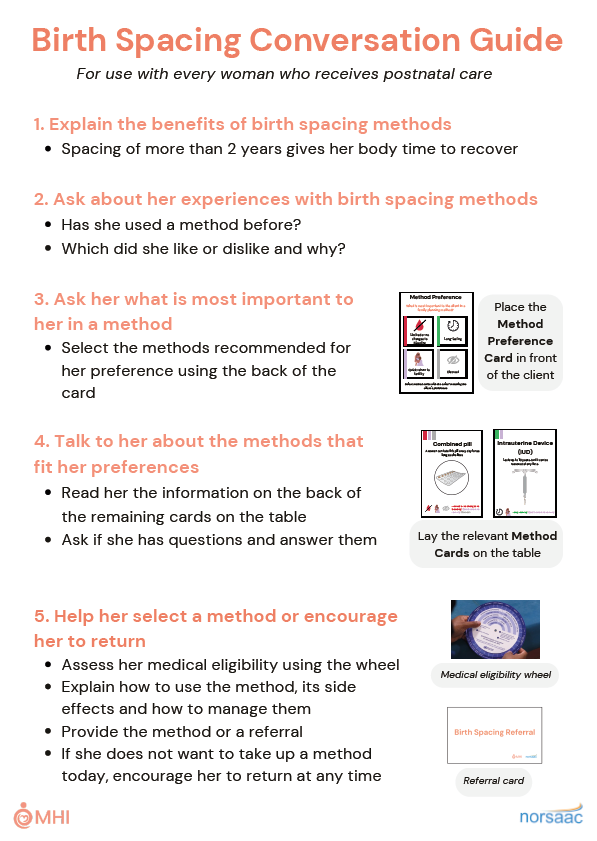 Birth Spacing Conversation Guide
For use with every woman who receives postnatal care
1. Explain the benefits of birth spacing methods
• Spacing of more than 2 years gives her body time to recover
2. Ask about her experiences with birth spacing methods
• Has she used a method before?
• Which did she like or dislike and why?
3. Ask her what is most important to
her in a method
• Select the methods recommended for
her preference using the back of the
card
Method Preference
Long-lasting
Place the
Method
Preference
Card in front
of the client
4. Talk to her about the methods that
fit her preferences
• Read her the information on the back of
the remaining cards on the table
• Ask if she has questions and answer them
Combined pill
Intrauterine Device
(IUD)
Lay the relevant Method
Cards on the table
5. Help her select a method or encourage
her to return
• Assess her medical eligibility using the wheel
• Explain how to use the method, its side
effects and how to manage them
• Provide the method or a referral
• If she does not want to take up a method
today, encourage her to return at any time
Medical eligibility wheel
Birth Spacing Referral
Referral card
MHI
norsaac